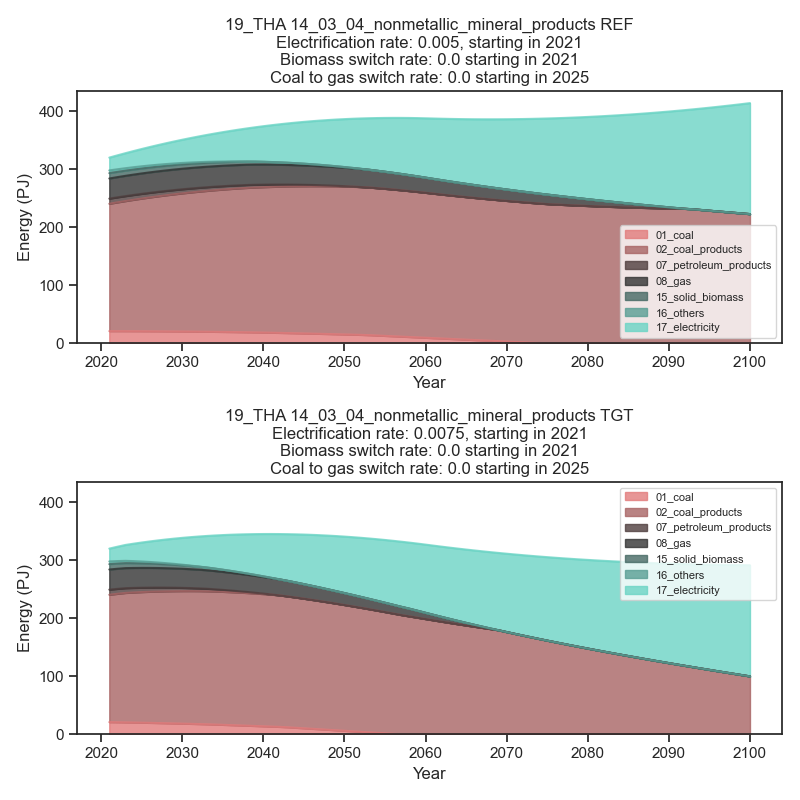 19_THA 14_03_04_nonmetallic_mineral_products REF
Electrification rate: 0.005, starting in 2021
Biomass switch rate: 0.0 starting in 2021
Coal to gas switch rate: 0.0 starting in 2025
400
300
200
100
0
Energy (PJ)
01_coal
02_coal_products
07_petroleum_products
08_gas
15_solid_biomass
16_others
17_electricity
2020 2030 2040 2050 2060 2070 2080 2090 2100
Year
19_THA 14_03_04_nonmetallic_mineral_products TGT
Electrification rate: 0.0075, starting in 2021
Biomass switch rate: 0.0 starting in 2021
Coal to gas switch rate: 0.0 starting in 2025
400
300
200
100
0
Energy (PJ)
01_coal
02_coal_products
07_petroleum_products
08_gas
15_solid_biomass
16_others
17_electricity
2020 2030 2040 2050 2060 2070 2080 2090 2100
Year